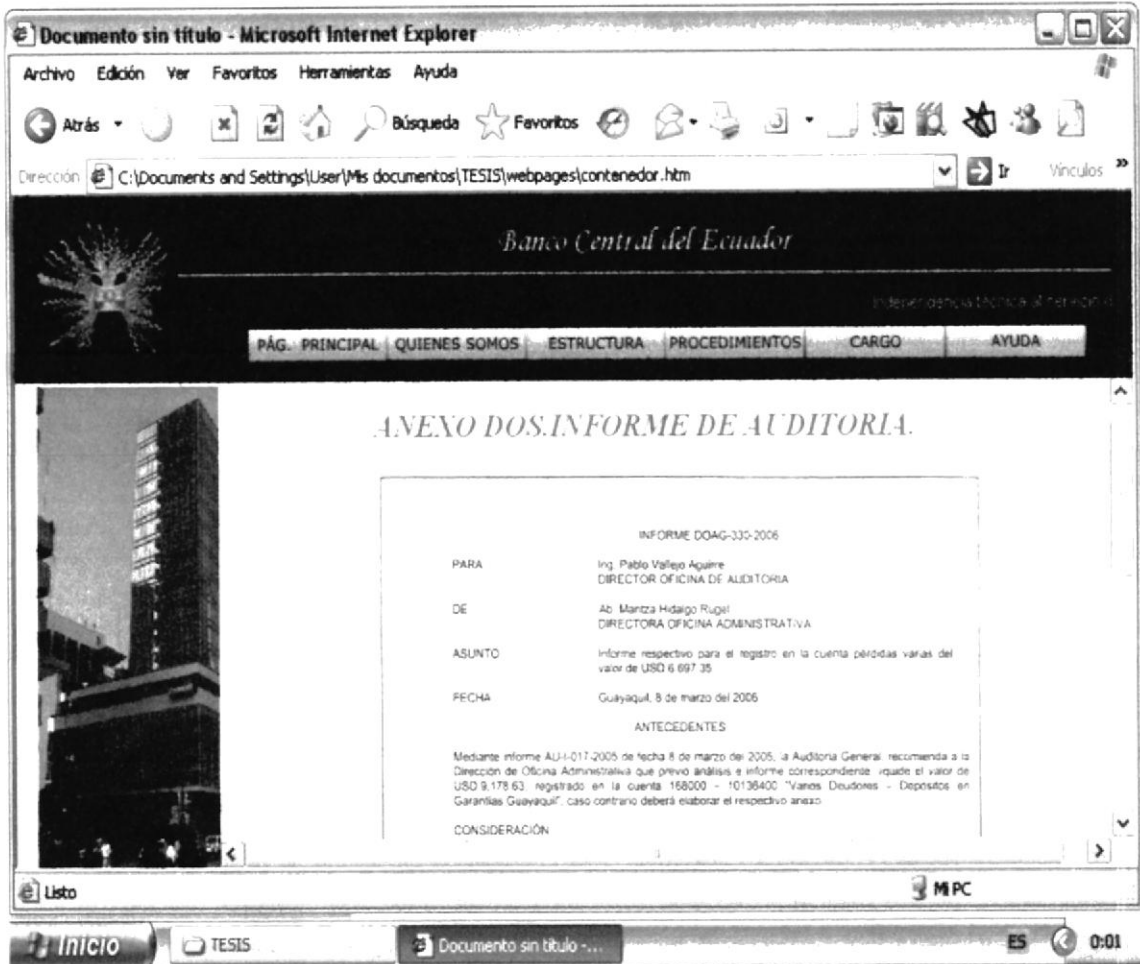 Documento sin título - Microsoft Internet Explorer
Archivo Edición Ver Favoritos Herramientas Ayuda
Atrás Búsqueda Favoritos
Dirección C:\Documents and Settings\User\Mis documentos\TESIS\webpages\contenedor.htm Ir Vínculos »
Banco Central del Ecuador
Independencia técnica al servicio
PÁG. PRINCIPAL QUIENES SOMOS ESTRUCTURA PROCEDIMIENTOS CARGO AYUDA
ANEXO DOS.INFORME DE AUDITORIA.
INFORME DOAG-330-2006
PARA Ing. Pablo Vallejo Aguirre
DIRECTOR OFICINA DE AUDITORIA
DE Ab. Maritza Hidalgo Rugel
DIRECTORA OFICINA ADMINISTRATIVA
ASUNTO Informe respectivo para el registro en la cuenta pérdidas varias del
valor de USD 6.697.35
FECHA Guayaquil, 8 de marzo del 2006
ANTECEDENTES
Mediante informe AU-I-017-2005 de fecha 8 de marzo del 2005, la Auditoria General, recomienda a la
Dirección de Oficina Administrativa que previo análisis e informe correspondiente liquide el valor de
USD 9.178.63, registrado en la cuenta 168000 - 10136400 "Varios Deudores - Depósitos en
Garantías Guayaquil", caso contrario deberá elaborar el respectivo anexo.
CONSIDERACIÓN
Listo Mi PC
Inicio TESIS Documento sin título -... ES 0:01